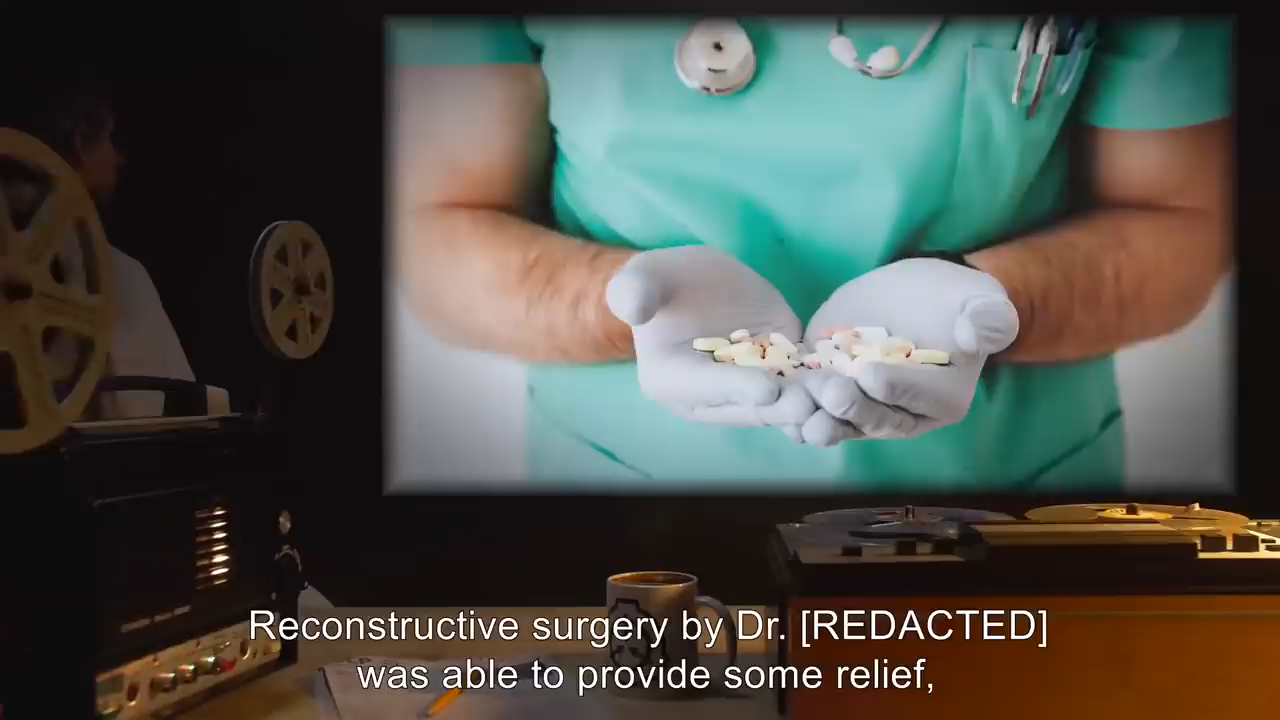 Reconstructive surgery by Dr. [REDACTED]
was able to provide some relief,